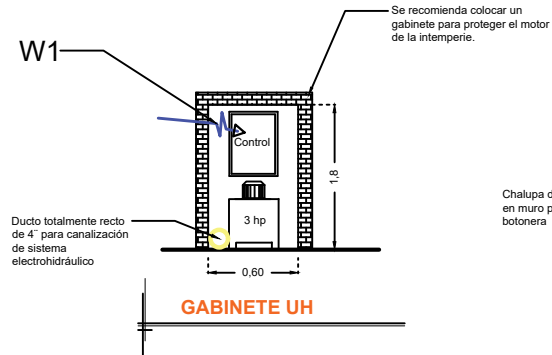 Se recomienda colocar un
gabinete para proteger el motor
de la intemperie.
W1
Control
1,8
3 hp
Chalupa d
en muro p
botonera
Ducto totalmente recto
de 4¨ para canalización
de sistema
electrohidráulico
0,60
GABINETE UH